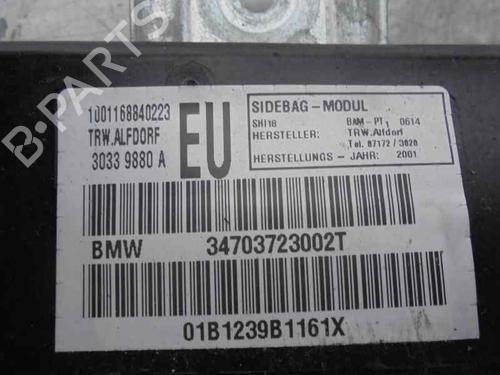 B-PARTS
1001168840223
TRW.ALFDORF
3033 9880 A
EU
SIDEBAG-MODUL
SH118 BAM-PT1 0614
HERSTELLER: TRW.Alfdorf
Tel. 07172/3020
HERSTELLUNGS-JAHR: 2001
BMW 34703723002T
01B1239B1161X